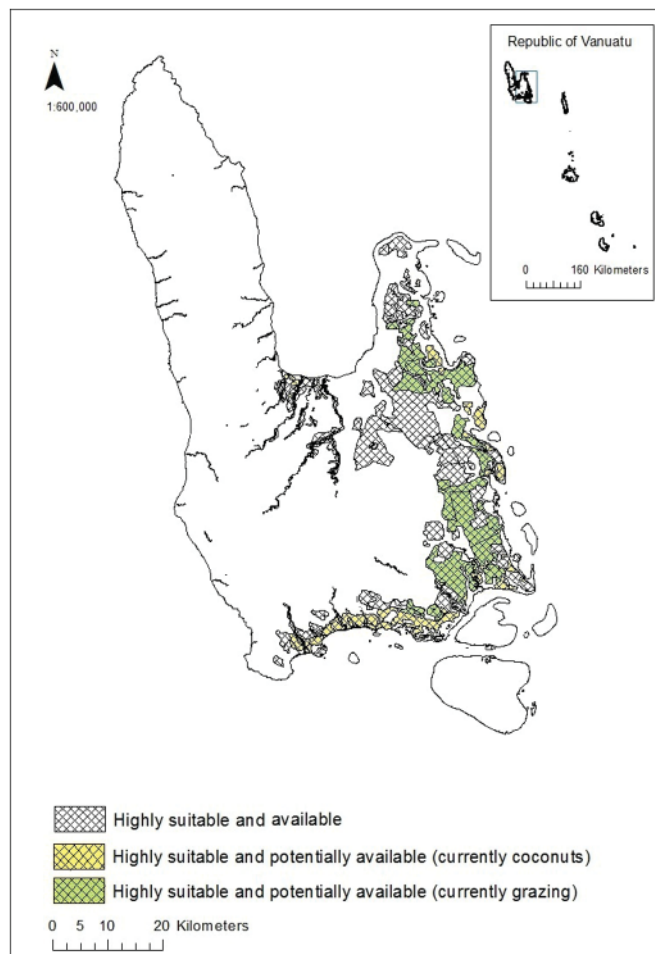 N
1:600,000
Republic of Vanuatu
0 160 Kilometers
Highly suitable and available
Highly suitable and potentially available (currently coconuts)
Highly suitable and potentially available (currently grazing)
0 5 10 20 Kilometers